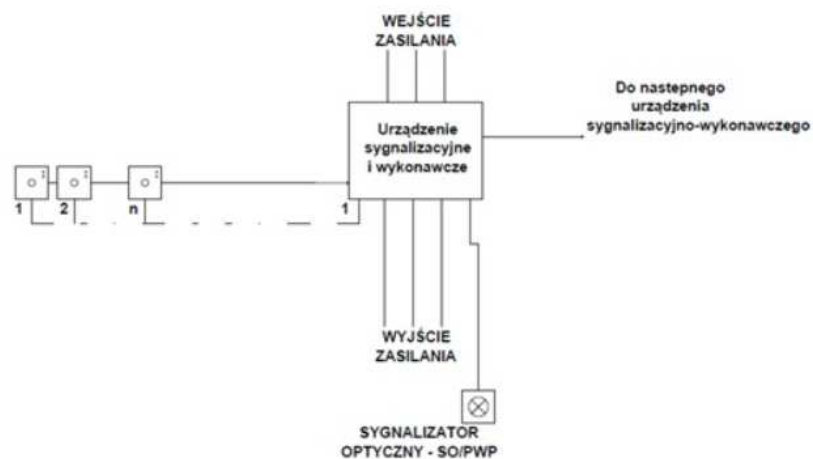 WEJŚCIE
ZASILANIA
Do nastepnego
urządzenia
sygnalizacyjno-wykonawczego
Urządzenie
sygnalizacyjne
i wykonawcze
1 2 n 1
WYJŚCIE
ZASILANIA
SYGNALIZATOR
OPTYCZNY - SO/PWP